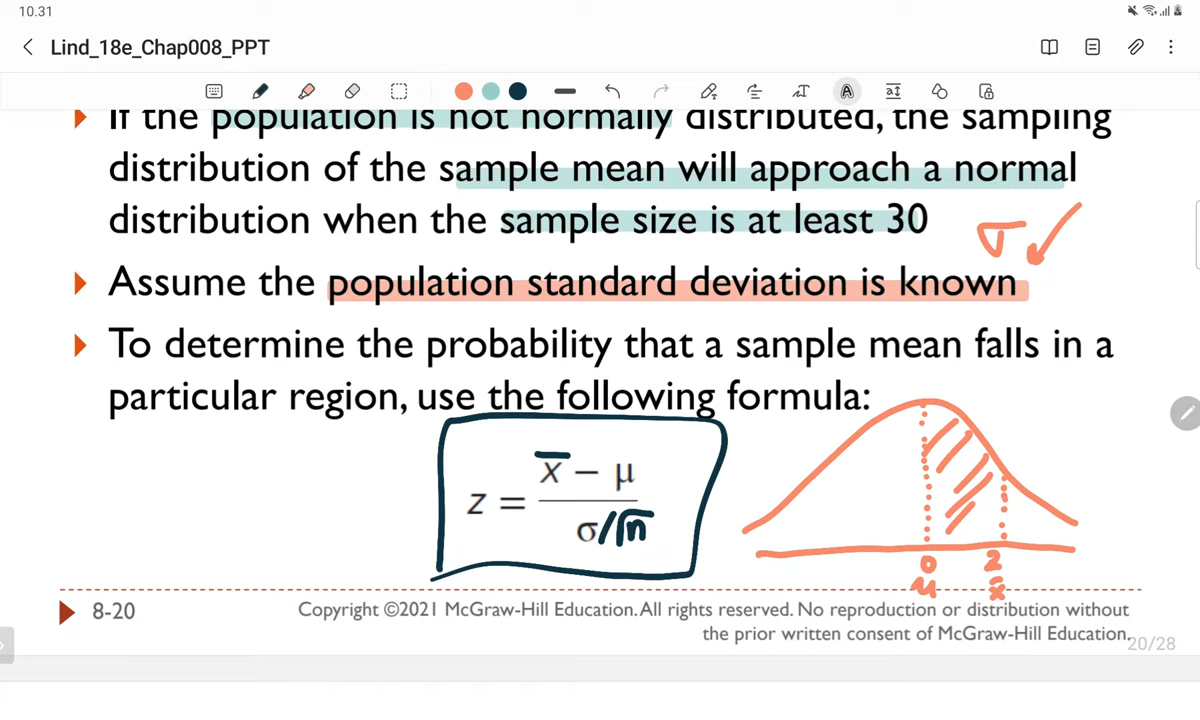 10.31
Lind_18e_Chap008_PPT
If the population is not normally distributed, the sampling
distribution of the sample mean will approach a normal
distribution when the sample size is at least 30
σ ✓
Assume the population standard deviation is known
To determine the probability that a sample mean falls in a
particular region, use the following formula:
z = (x̅ − μ) / (σ/√n)
0 z
μ x̅
8-20
Copyright ©2021 McGraw-Hill Education. All rights reserved. No reproduction or distribution without
the prior written consent of McGraw-Hill Education.
20/28